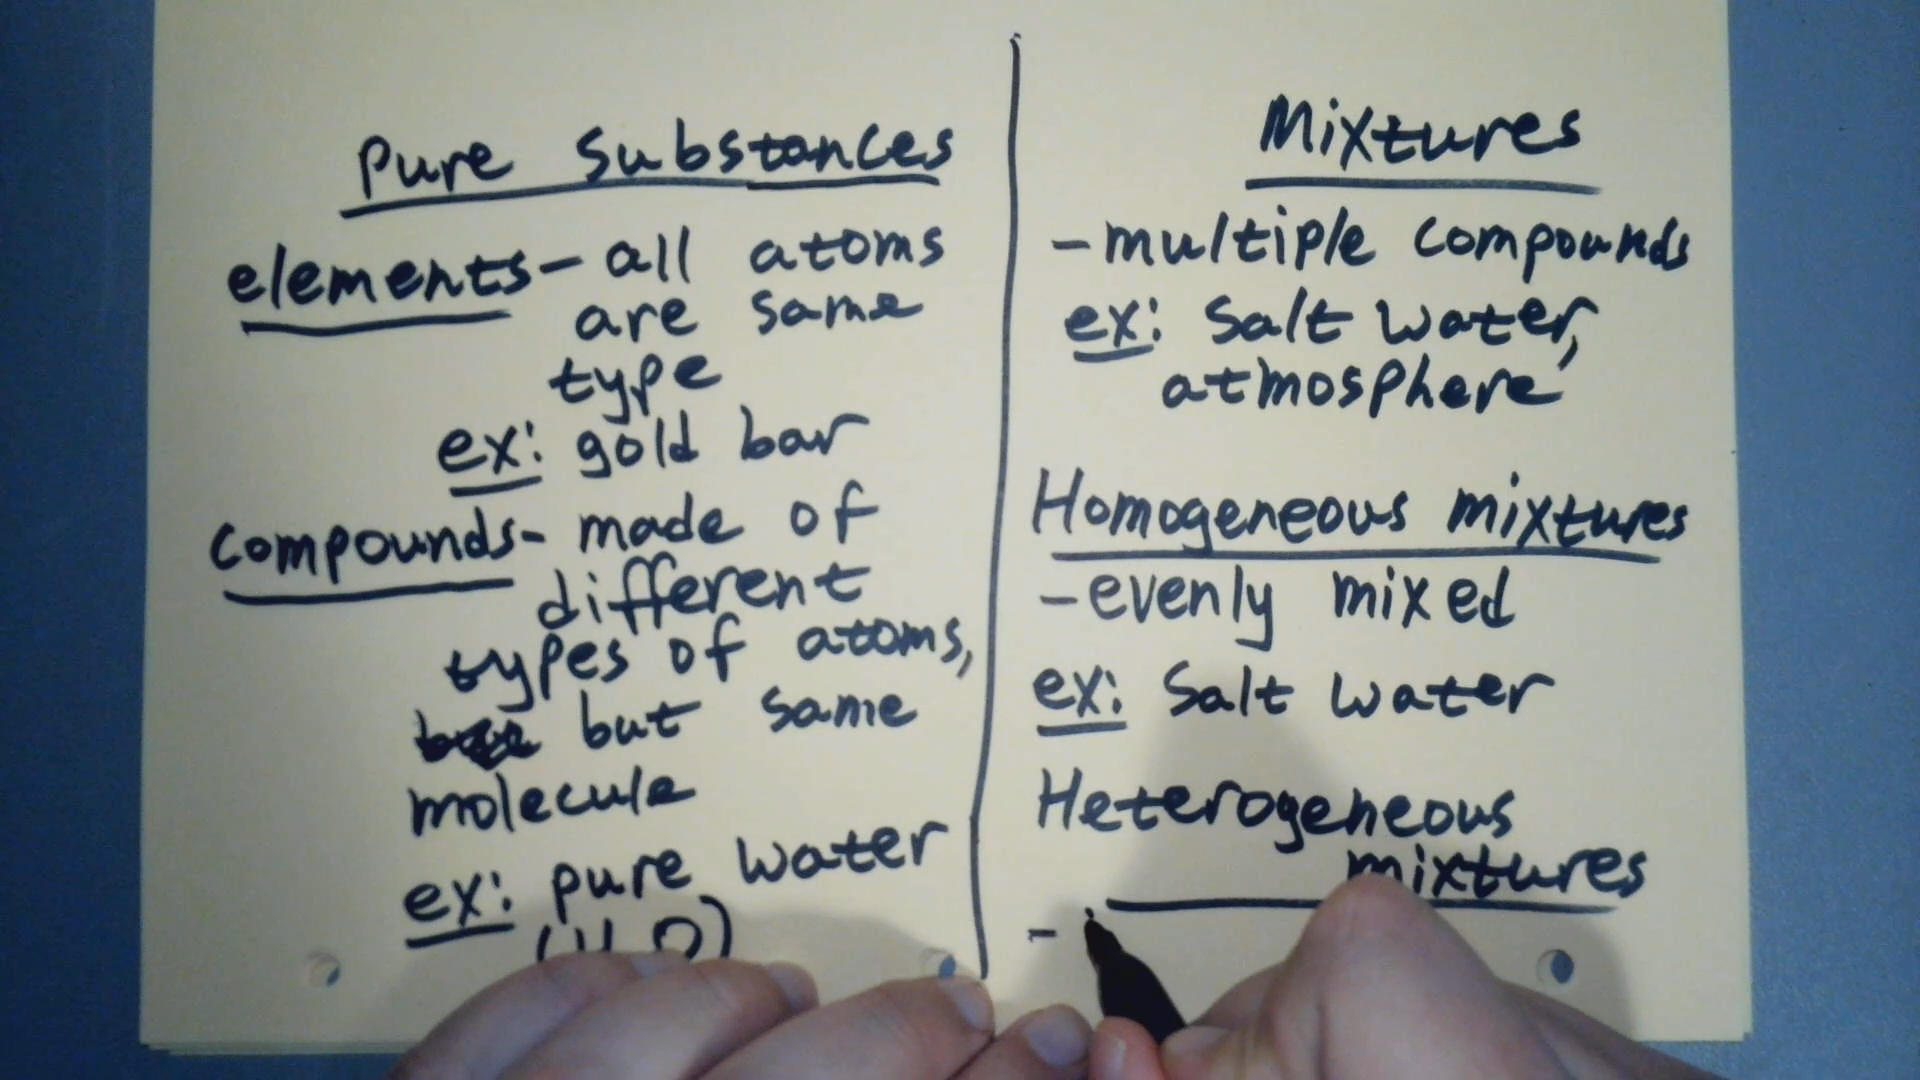 Pure Substances
elements - all atoms
are same
type
ex: gold bar
compounds - made of
different
types of atoms,
but same
molecule
ex: pure water
Mixtures
- multiple compounds
ex: Salt water,
atmosphere
Homogeneous mixtures
- evenly mixed
ex: Salt water
Heterogeneous
mixtures
-